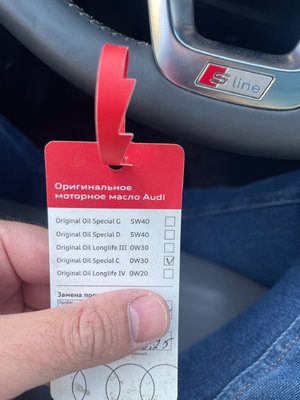 S line
Оригинальное
моторное масло Audi
Original Oil Special G 5W40
Original Oil Special D 5W40
Original Oil Longlife III 0W30
Original Oil Special C 0W30 ✓
Original Oil Longlife IV 0W20
Замена